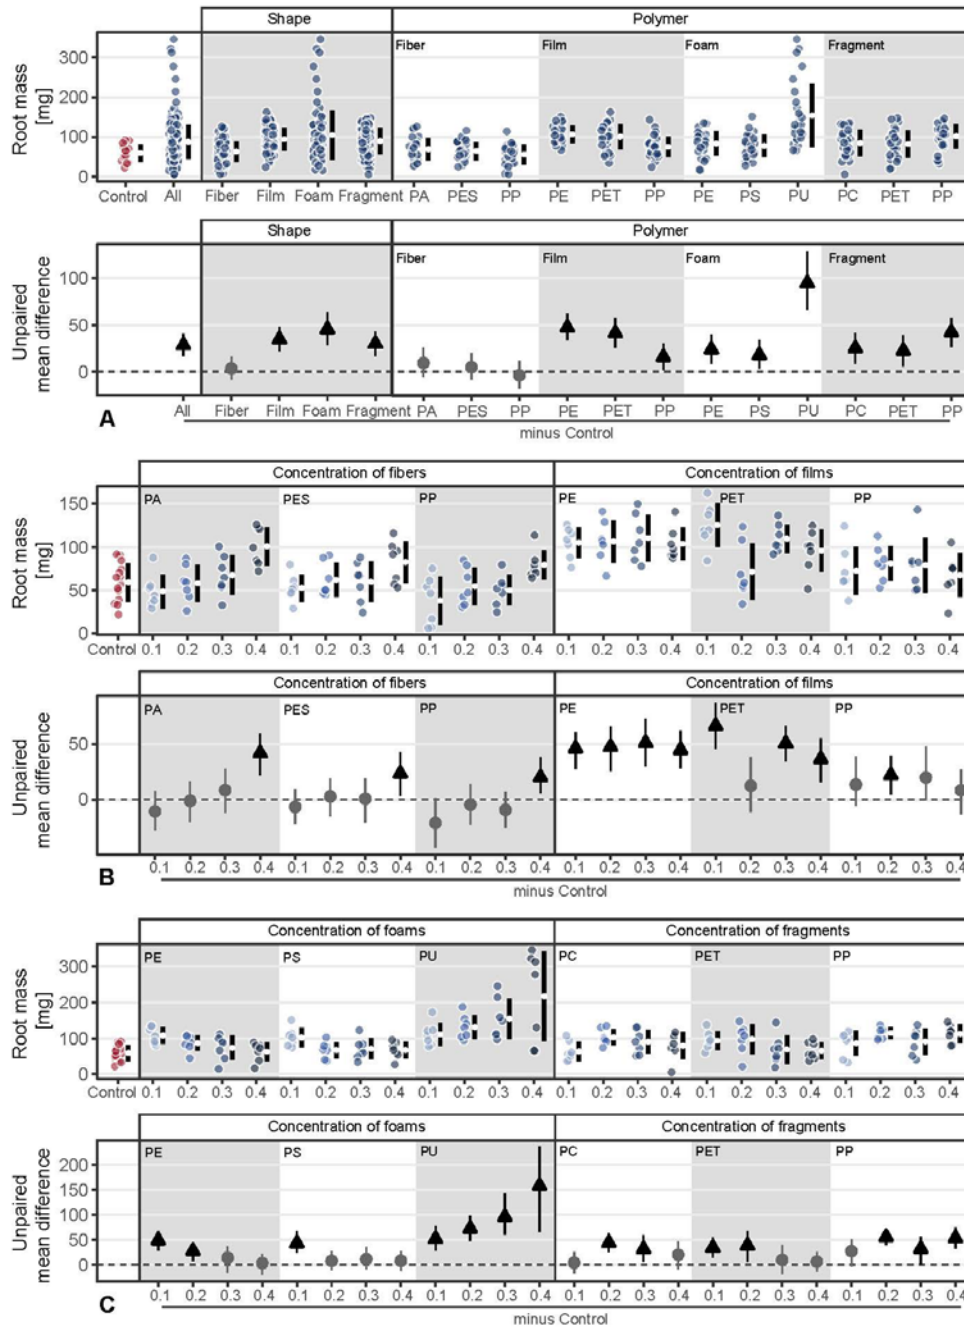 Shape Polymer
Fiber Film Foam Fragment
Root mass
[mg]
300
200
100
0
Control All Fiber Film Foam Fragment PA PES PP PE PET PP PE PS PU PC PET PP
Shape Polymer
Fiber Film Foam Fragment
Unpaired
mean difference
100
50
0
All Fiber Film Foam Fragment PA PES PP PE PET PP PE PS PU PC PET PP
A minus Control
Concentration of fibers Concentration of films
PA PES PP PE PET PP
Root mass
[mg]
150
100
50
0
Control 0.1 0.2 0.3 0.4 0.1 0.2 0.3 0.4 0.1 0.2 0.3 0.4 0.1 0.2 0.3 0.4 0.1 0.2 0.3 0.4 0.1 0.2 0.3 0.4
Concentration of fibers Concentration of films
PA PES PP PE PET PP
Unpaired
mean difference
50
0
0.1 0.2 0.3 0.4 0.1 0.2 0.3 0.4 0.1 0.2 0.3 0.4 0.1 0.2 0.3 0.4 0.1 0.2 0.3 0.4 0.1 0.2 0.3 0.4
B minus Control
Concentration of foams Concentration of fragments
PE PS PU PC PET PP
Root mass
[mg]
300
200
100
0
Control 0.1 0.2 0.3 0.4 0.1 0.2 0.3 0.4 0.1 0.2 0.3 0.4 0.1 0.2 0.3 0.4 0.1 0.2 0.3 0.4 0.1 0.2 0.3 0.4
Concentration of foams Concentration of fragments
PE PS PU PC PET PP
Unpaired
mean difference
200
150
100
50
0
0.1 0.2 0.3 0.4 0.1 0.2 0.3 0.4 0.1 0.2 0.3 0.4 0.1 0.2 0.3 0.4 0.1 0.2 0.3 0.4 0.1 0.2 0.3 0.4
C minus Control